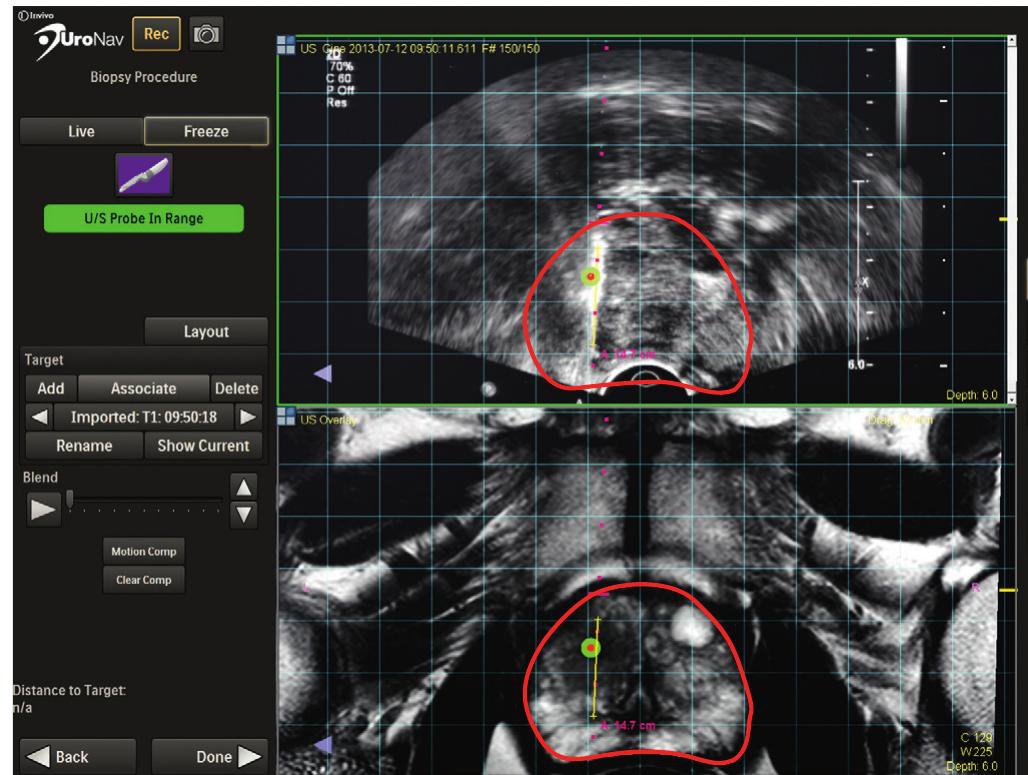 Invivo
UroNav
Rec
Biopsy Procedure
Live
Freeze
U/S Probe In Range
Layout
Target
Add
Associate
Delete
Imported: T1: 09:50:18
Rename
Show Current
Blend
Motion Comp
Clear Comp
Distance to Target:
n/a
Back
Done
US Cine 2013-07-12 09:50:11.611 F# 150/150
2D
70%
C 60
P Off
Res
X
A: 14.7 cm
6.0
Depth: 6.0
US Overlay
R
A: 14.7 cm
C 129
W 225
Depth: 6.0